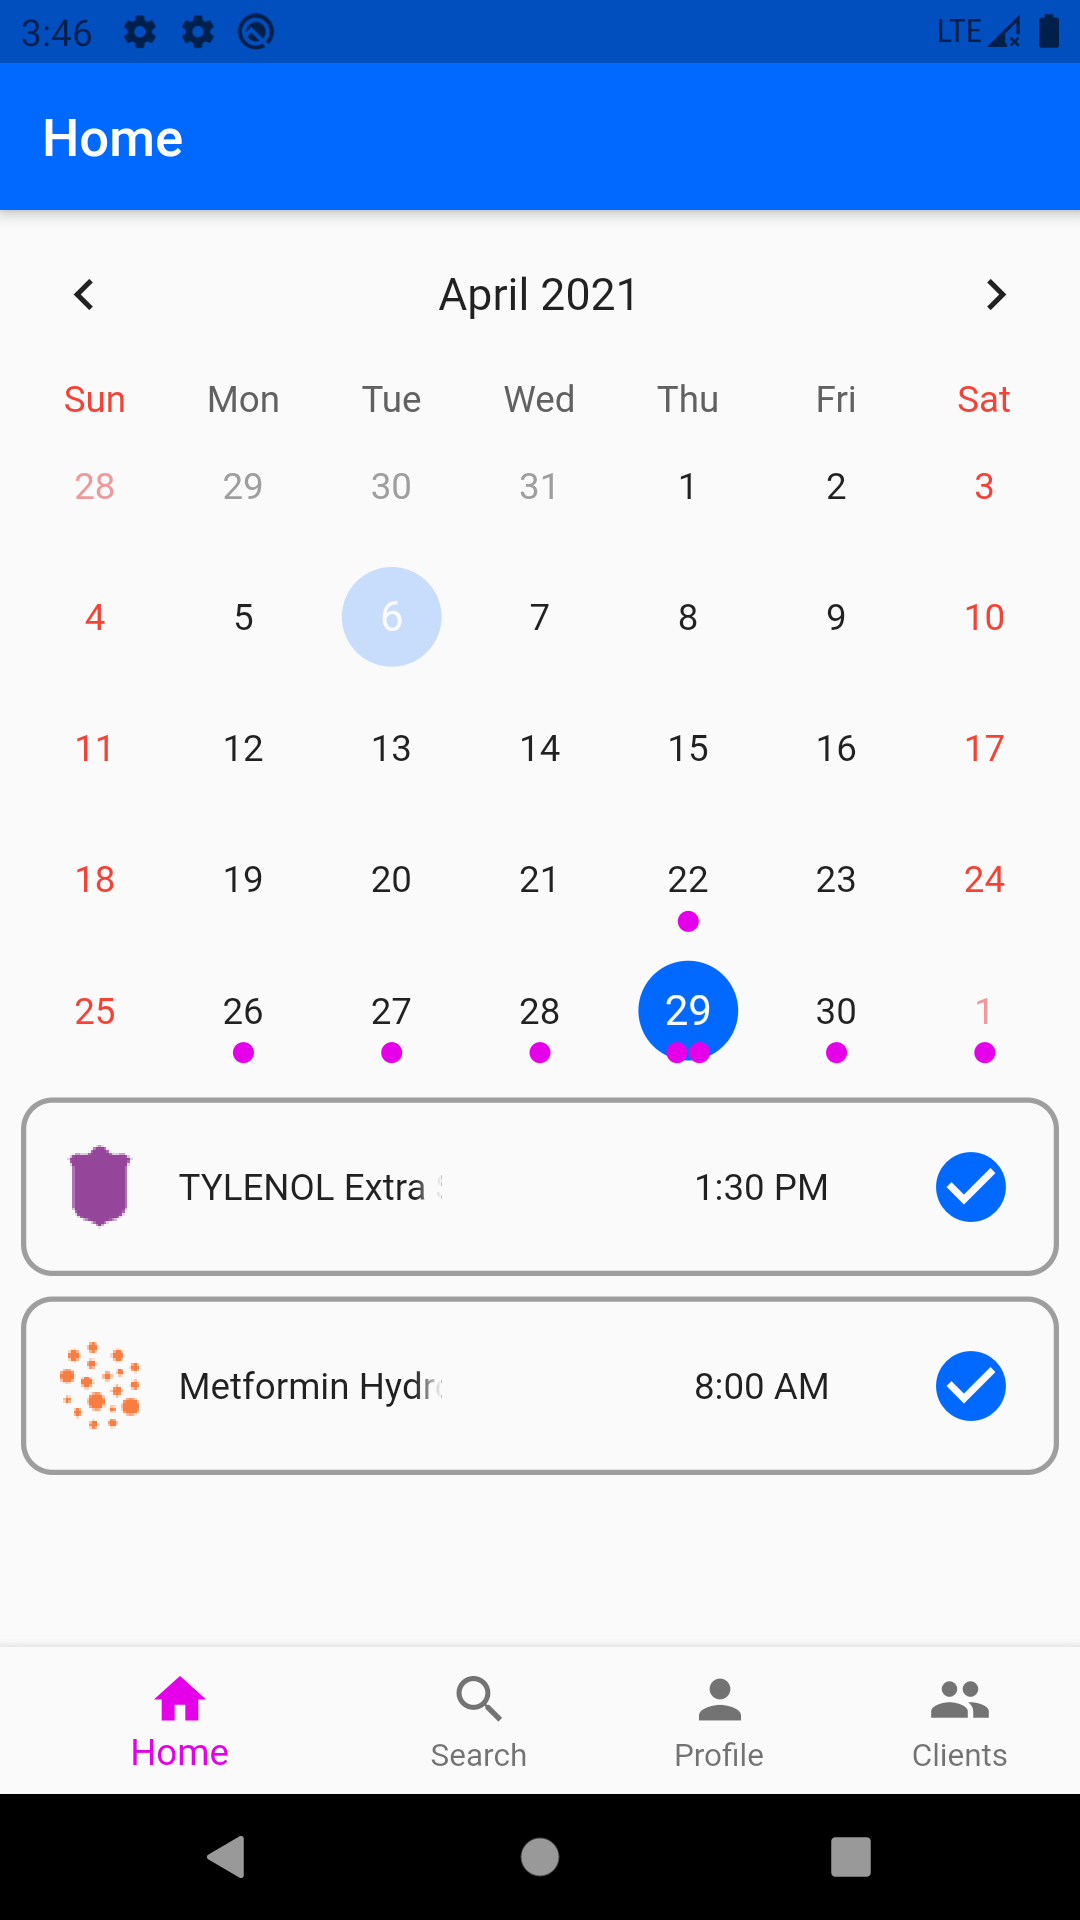 3:46 LTE
Home
April 2021
Sun Mon Tue Wed Thu Fri Sat
28 29 30 31 1 2 3
4 5 6 7 8 9 10
11 12 13 14 15 16 17
18 19 20 21 22 23 24
25 26 27 28 29 30 1
TYLENOL Extra 1:30 PM
Metformin Hydr 8:00 AM
Home Search Profile Clients